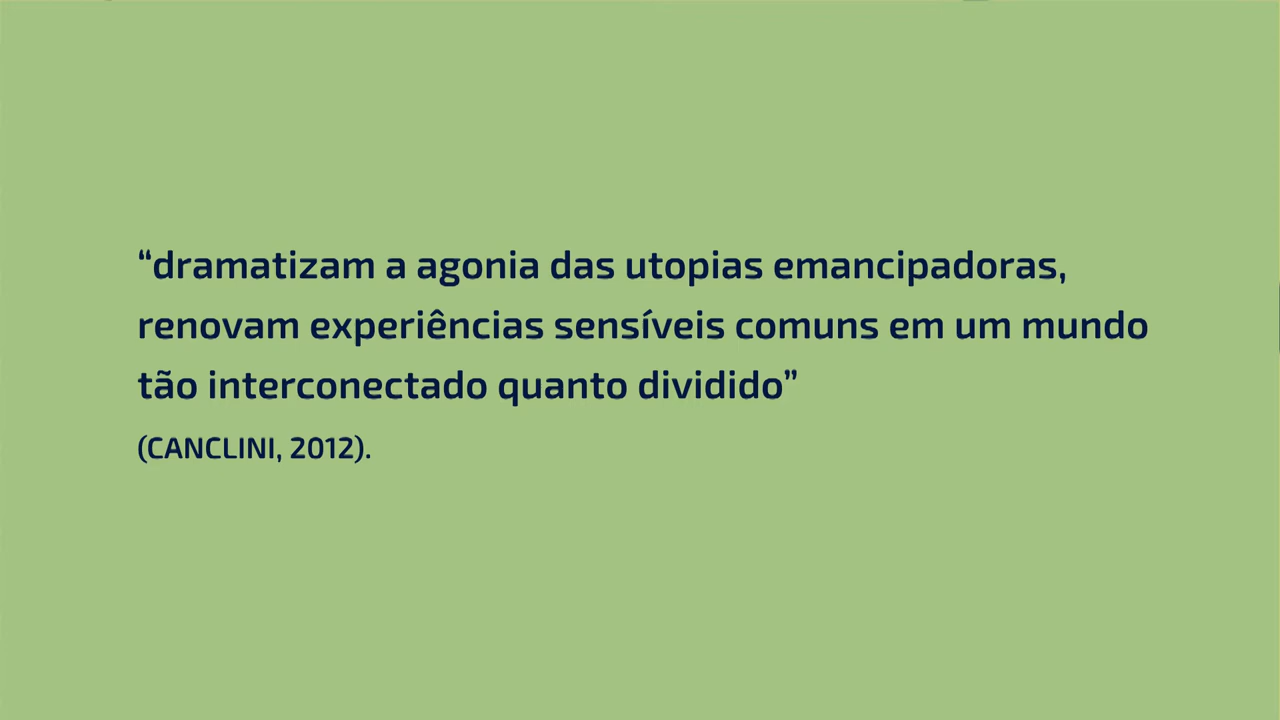 “dramatizam a agonia das utopias emancipadoras,
renovam experiências sensíveis comuns em um mundo
tão interconectado quanto dividido”
(CANCLINI, 2012).